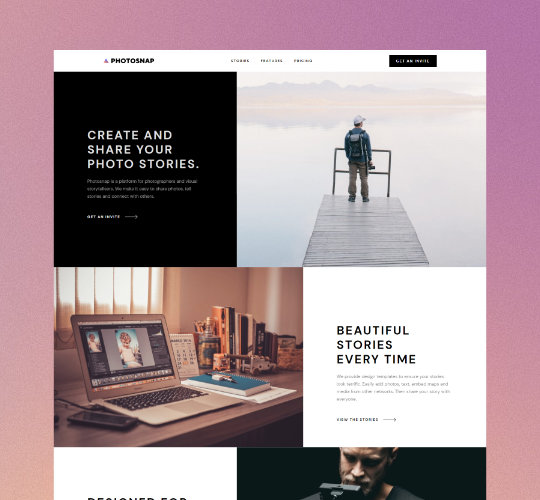 PHOTOSNAP
STORIES FEATURES PRICING
GET AN INVITE
CREATE AND
SHARE YOUR
PHOTO STORIES.
Photosnap is a platform for photographers and visual
storytellers. We make it easy to share photos, tell
stories and connect with others.
GET AN INVITE
BEAUTIFUL
STORIES
EVERY TIME
We provide design templates to ensure your stories
look terrific. Easily add photos, text, embed maps and
media from other networks. Then share your story with
everyone.
VIEW THE STORIES
DESIGNED FOR